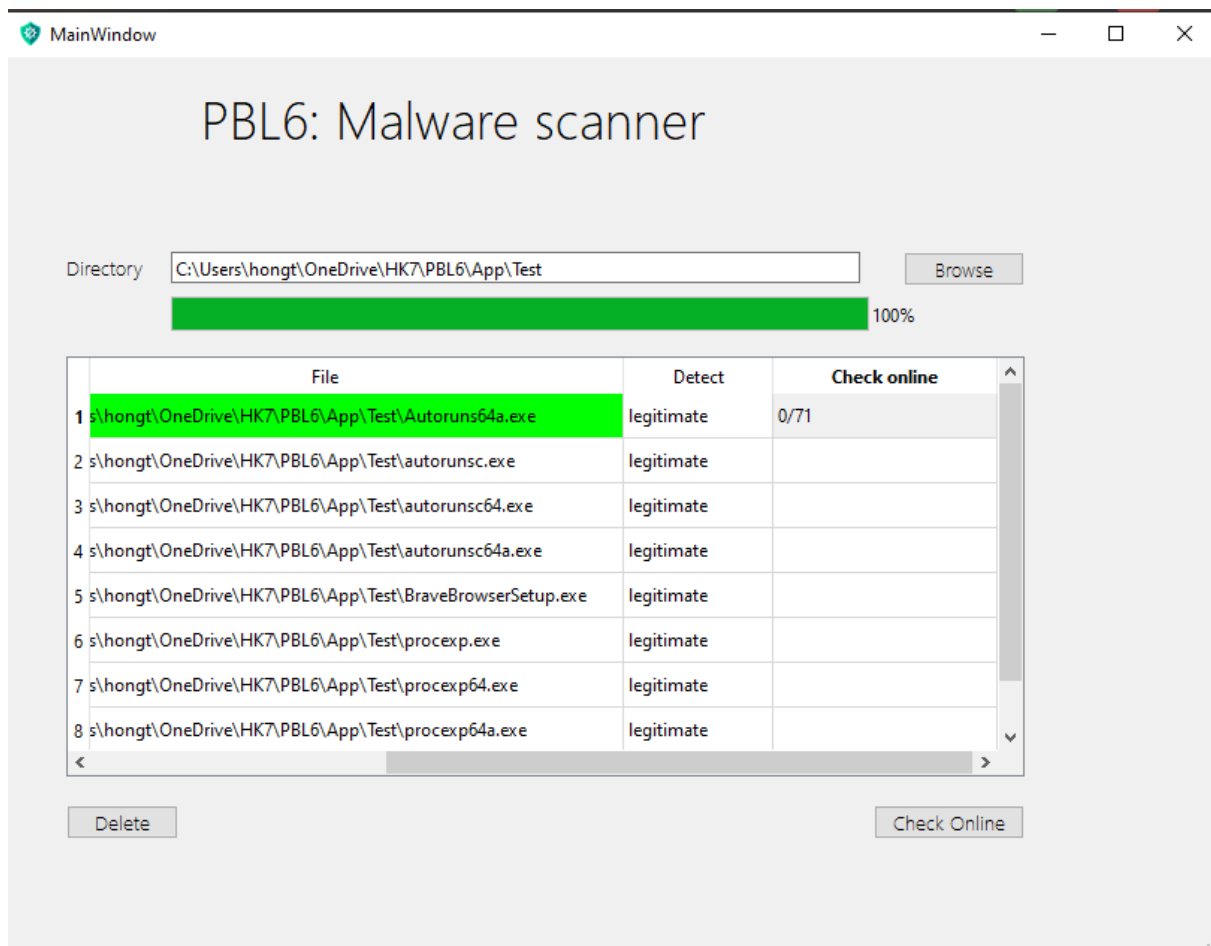 MainWindow
PBL6: Malware scanner
Directory C:\Users\hongt\OneDrive\HK7\PBL6\App\Test Browse
100%
File Detect Check online
1 s\hongt\OneDrive\HK7\PBL6\App\Test\Autoruns64a.exe legitimate 0/71
2 s\hongt\OneDrive\HK7\PBL6\App\Test\autorunsc.exe legitimate
3 s\hongt\OneDrive\HK7\PBL6\App\Test\autorunsc64.exe legitimate
4 s\hongt\OneDrive\HK7\PBL6\App\Test\autorunsc64a.exe legitimate
5 s\hongt\OneDrive\HK7\PBL6\App\Test\BraveBrowserSetup.exe legitimate
6 s\hongt\OneDrive\HK7\PBL6\App\Test\procexp.exe legitimate
7 s\hongt\OneDrive\HK7\PBL6\App\Test\procexp64.exe legitimate
8 s\hongt\OneDrive\HK7\PBL6\App\Test\procexp64a.exe legitimate
Delete Check Online